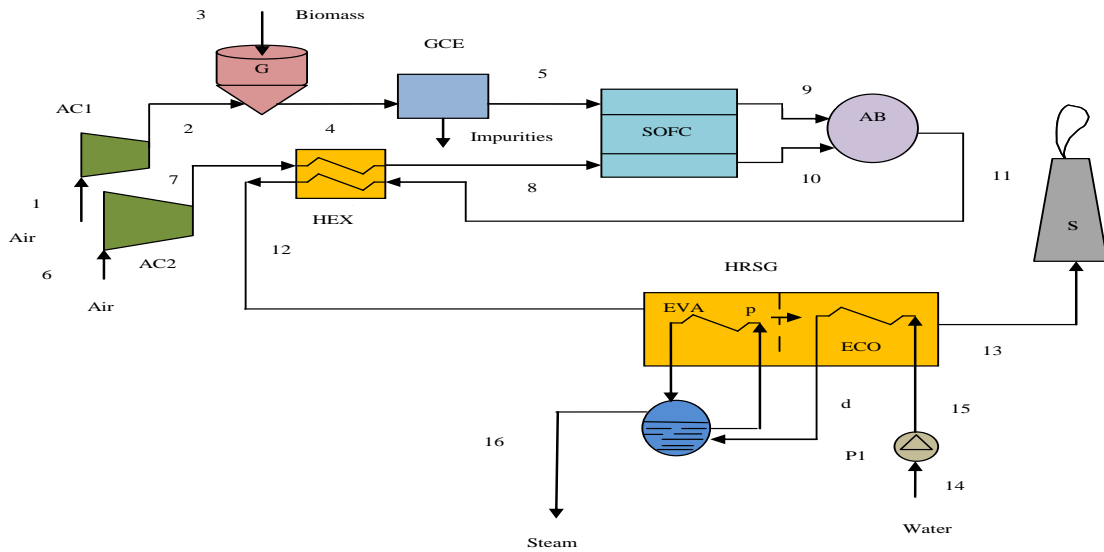 3
Biomass
GCE
G
5
9
AC1
AB
2
4
Impurities
SOFC
7
8
10
11
1
HEX
Air
12
S
6
AC2
HRSG
Air
EVA
p
ECO
13
d
15
16
P1
14
Steam
Water